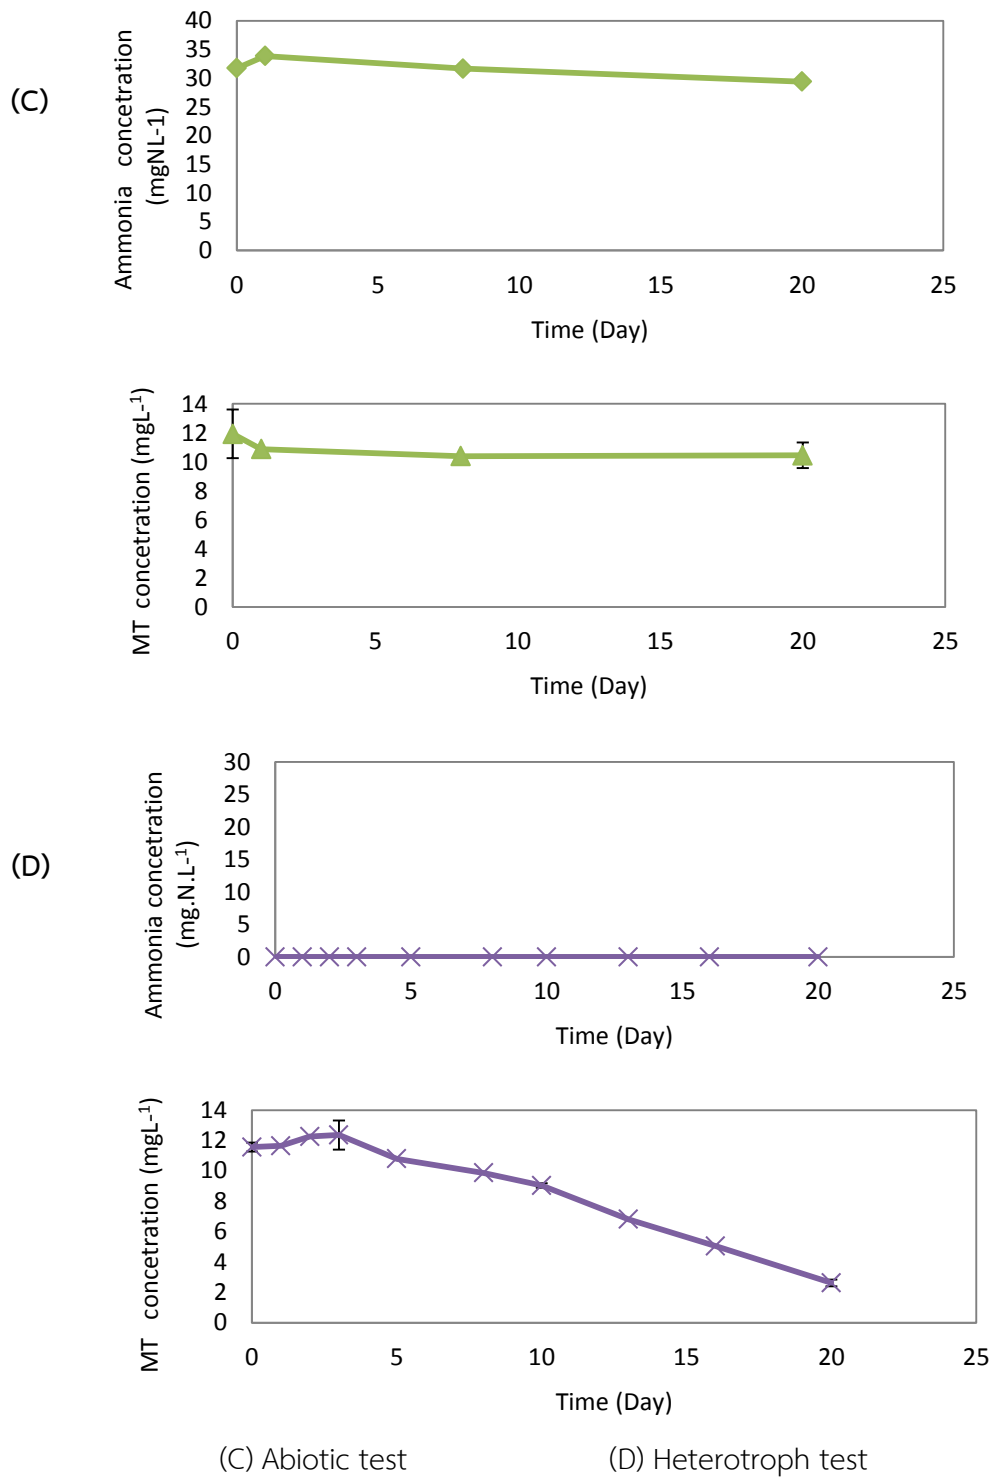 (C)
Ammonia concetration
(mgNL-1)
40
35
30
25
20
15
10
5
0
0 5 10 15 20 25
Time (Day)
MT concetration (mgL-¹)
14
12
10
8
6
4
2
0
0 5 10 15 20 25
Time (Day)
(D)
Ammonia concetration
(mg.N.L-¹)
30
25
20
15
10
5
0
0 5 10 15 20 25
Time (Day)
MT concetration (mgL-¹)
14
12
10
8
6
4
2
0
0 5 10 15 20 25
Time (Day)
(C) Abiotic test (D) Heterotroph test